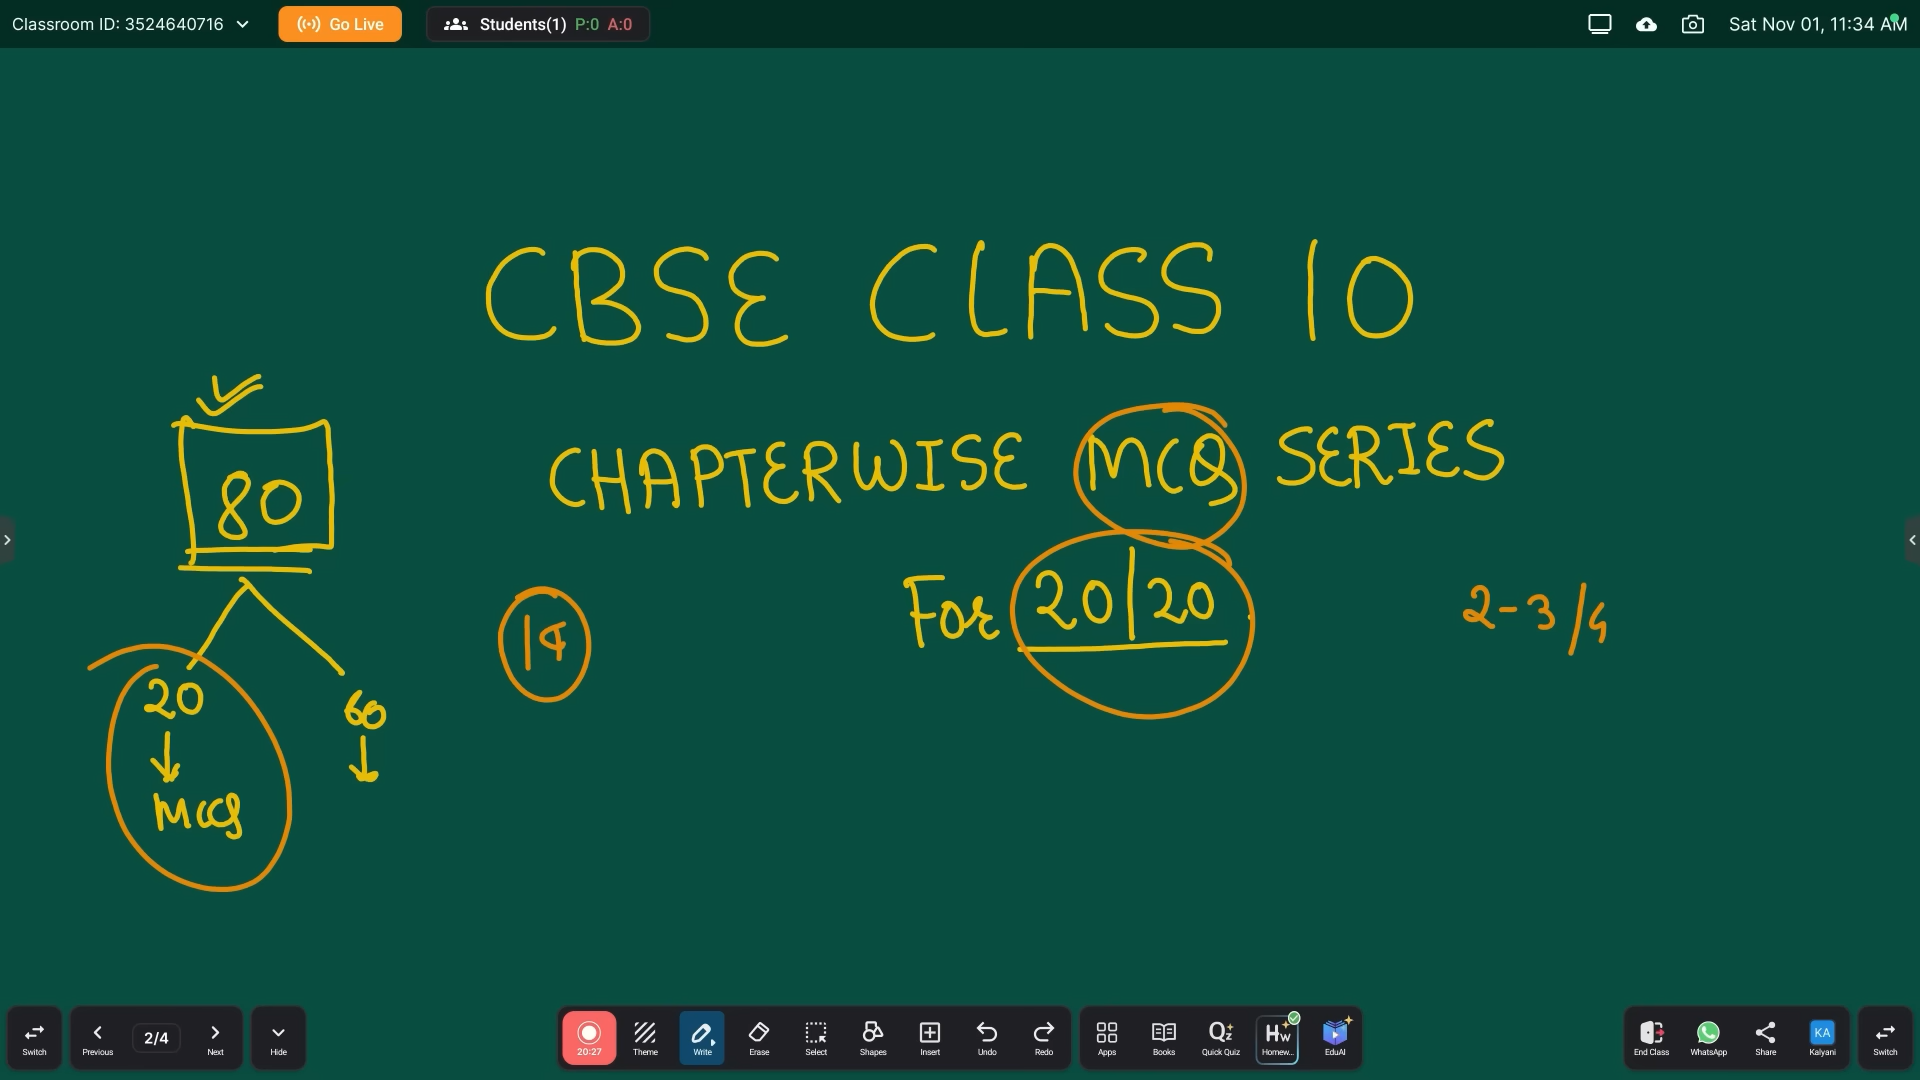 Classroom ID: 3524640716
Go Live
Students(1) P:0 A:0
Sat Nov 01, 11:34 AM
CBSE CLASS 10
CHAPTERWISE MCQ SERIES
For 20|20
80
20
60
MCQ
2-3/4
Switch
Previous
2/4
Next
Hide
20:27
Theme
Write
Erase
Select
Shapes
Insert
Undo
Redo
Apps
Books
Quick Quiz
Homew...
EduAI
End Class
WhatsApp
Share
KA
Kalyani
Switch